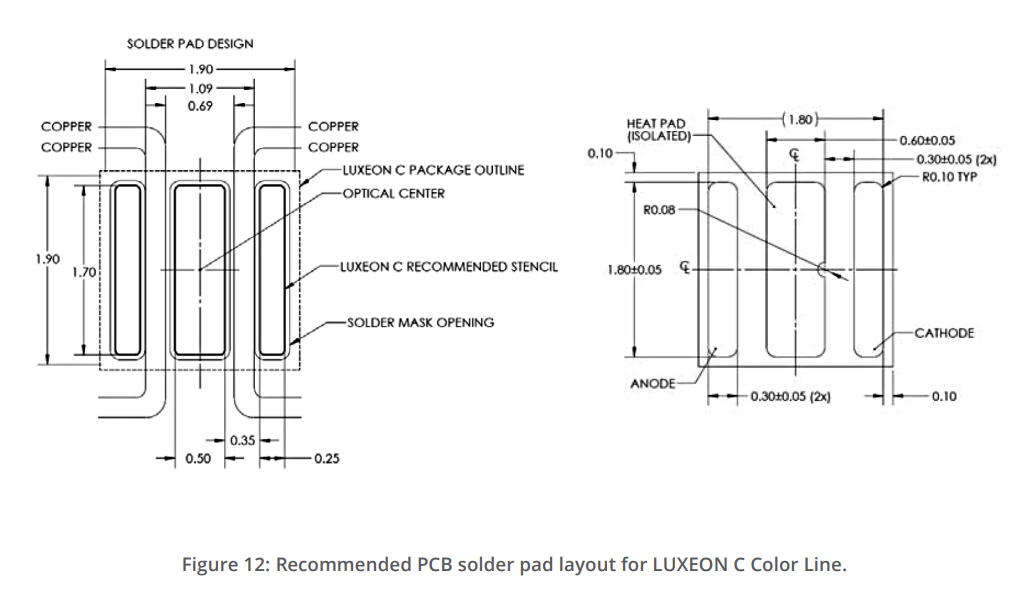 SOLDER PAD DESIGN
1.90
1.09
0.69
COPPER
COPPER
COPPER
COPPER
LUXEON C PACKAGE OUTLINE
OPTICAL CENTER
1.90
1.70
LUXEON C RECOMMENDED STENCIL
SOLDER MASK OPENING
0.35
0.50
0.25
HEAT PAD
(ISOLATED)
(1.80)
0.60±0.05
0.10
0.30±0.05 (2x)
R0.10 TYP
R0.08
1.80±0.05
CATHODE
ANODE
0.30±0.05 (2x)
0.10
Figure 12: Recommended PCB solder pad layout for LUXEON C Color Line.